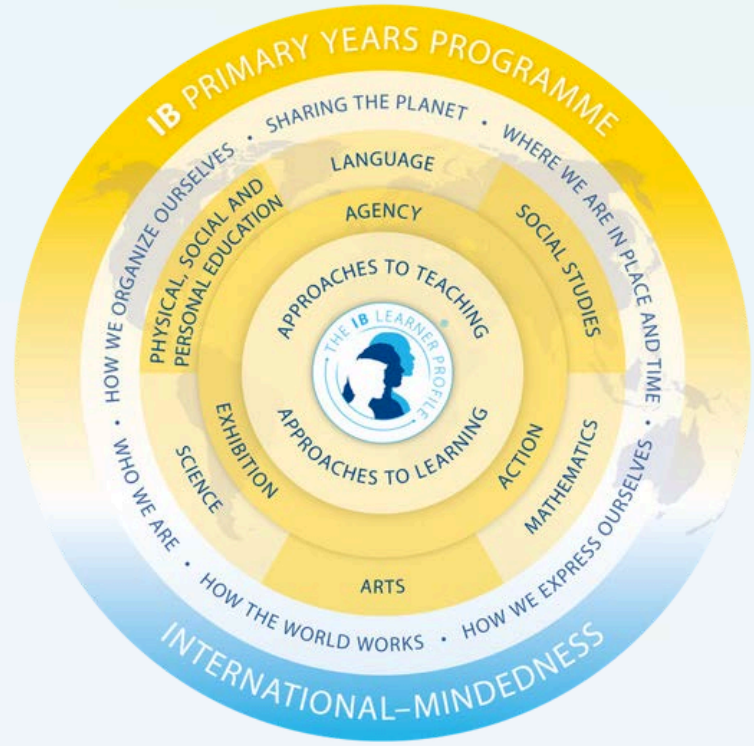 IB PRIMARY YEARS PROGRAMME
HOW WE ORGANIZE OURSELVES • SHARING THE PLANET • WHERE WE ARE IN PLACE AND TIME •
LANGUAGE
PHYSICAL, SOCIAL AND
PERSONAL EDUCATION
SOCIAL STUDIES
AGENCY
APPROACHES TO TEACHING
• THE IB LEARNER PROFILE •
®
APPROACHES TO LEARNING
EXHIBITION
ACTION
SCIENCE
MATHEMATICS
ARTS
• WHO WE ARE • HOW THE WORLD WORKS • HOW WE EXPRESS OURSELVES
INTERNATIONAL–MINDEDNESS